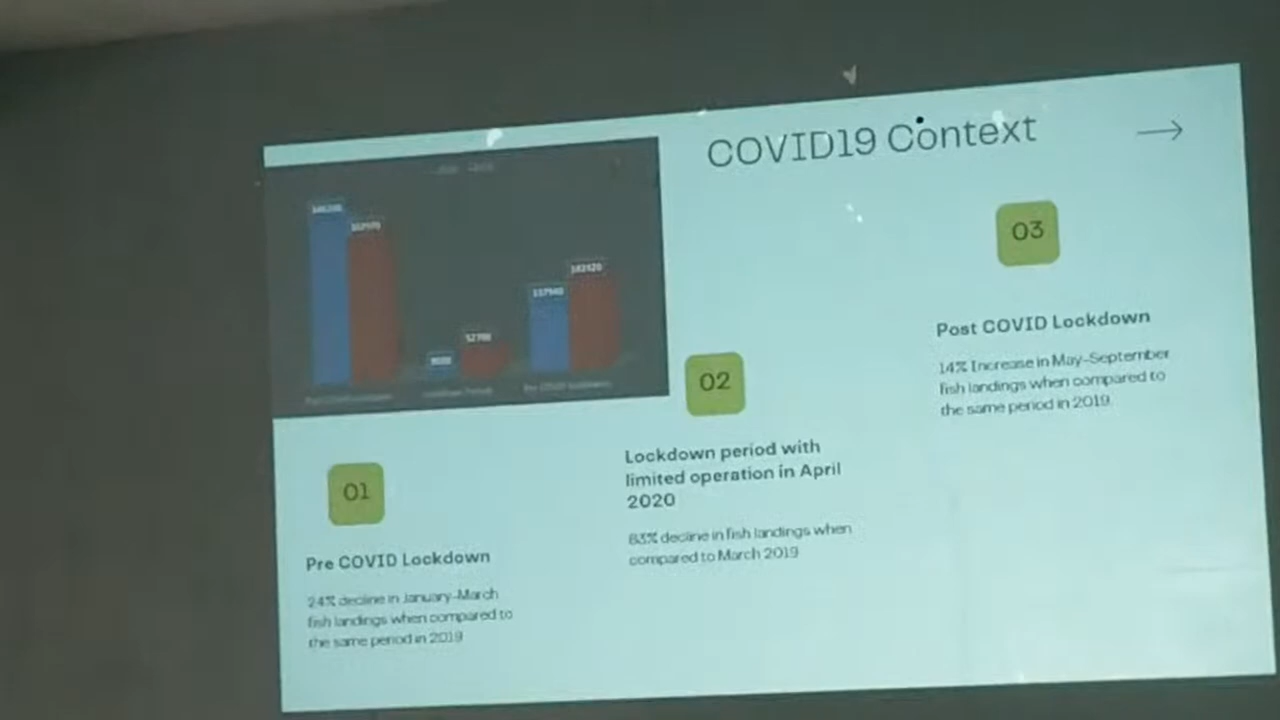 COVID19 Context
01
Pre COVID Lockdown
24% decline in January-March
fish landings when compared to
the same period in 2019
02
Lockdown period with
limited operation in April
2020
63% decline in fish landings when
compared to March 2019
03
Post COVID Lockdown
14% Increase in May-September
fish landings when compared to
the same period in 2019